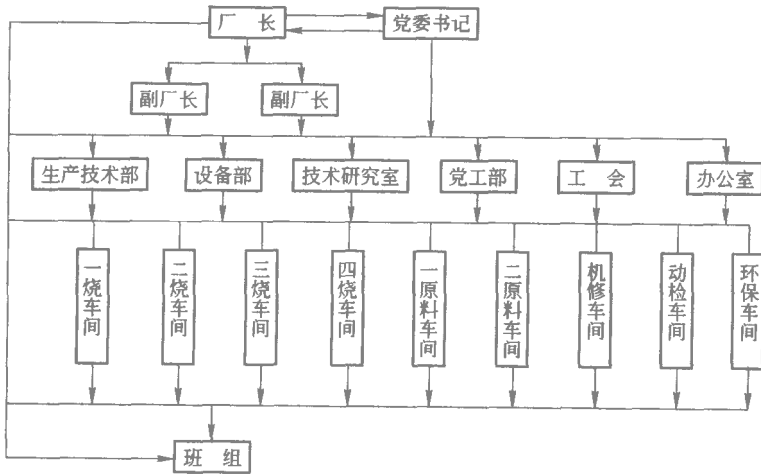 厂 长
党委书记
副厂长
副厂长
生产技术部
设备部
技术研究室
党工部
工 会
办公室
一烧车间
二烧车间
三烧车间
四烧车间
一原料车间
二原料车间
机修车间
动检车间
环保车间
班 组